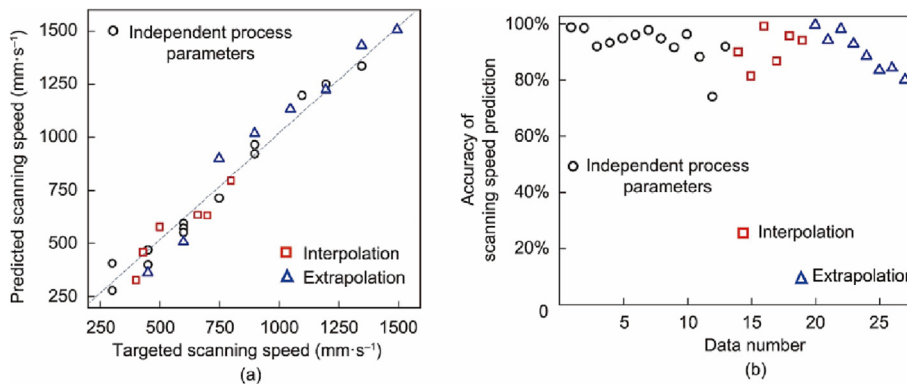 1500
1250
1000
750
500
250
Predicted scanning speed (mm·s⁻¹)
Independent process
parameters
Interpolation
Extrapolation
250 500 750 1000 1250 1500
Targeted scanning speed (mm·s⁻¹)
(a)
100%
80%
60%
40%
20%
0
Accuracy of
scanning speed prediction
Independent process
parameters
Interpolation
Extrapolation
5 10 15 20 25
Data number
(b)